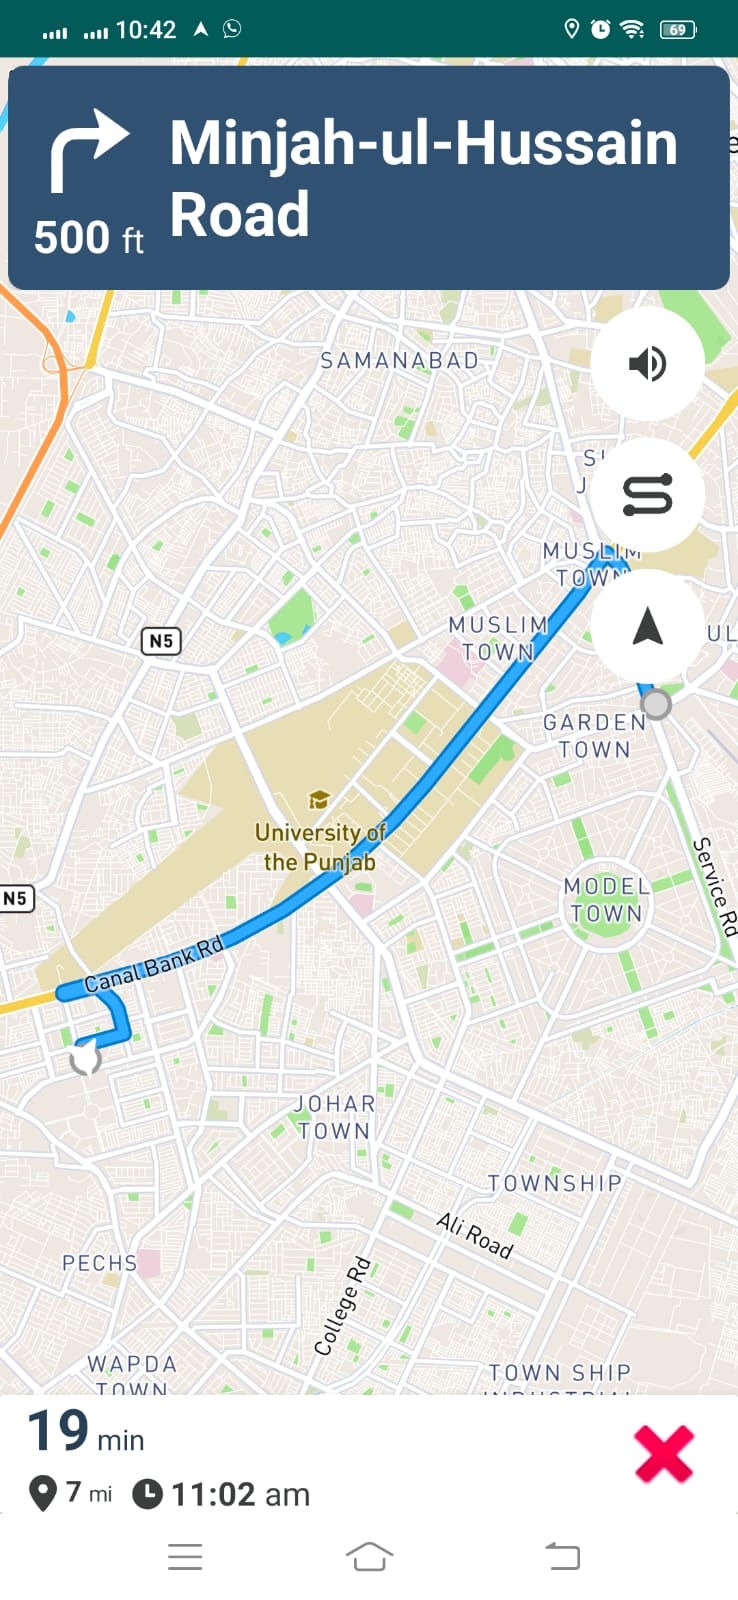 10:42
69
Minjah-ul-Hussain
Road
500 ft
SAMANABAD
MUSLIM
TOWN
N5
MUSLIM
TOWN
UL
GARDEN
TOWN
University of
the Punjab
Service Rd
MODEL
TOWN
N5
Canal Bank Rd
JOHAR
TOWN
TOWNSHIP
Ali Road
PECHS
College Rd
WAPDA
TOWN
TOWN SHIP
19 min
7 mi 11:02 am